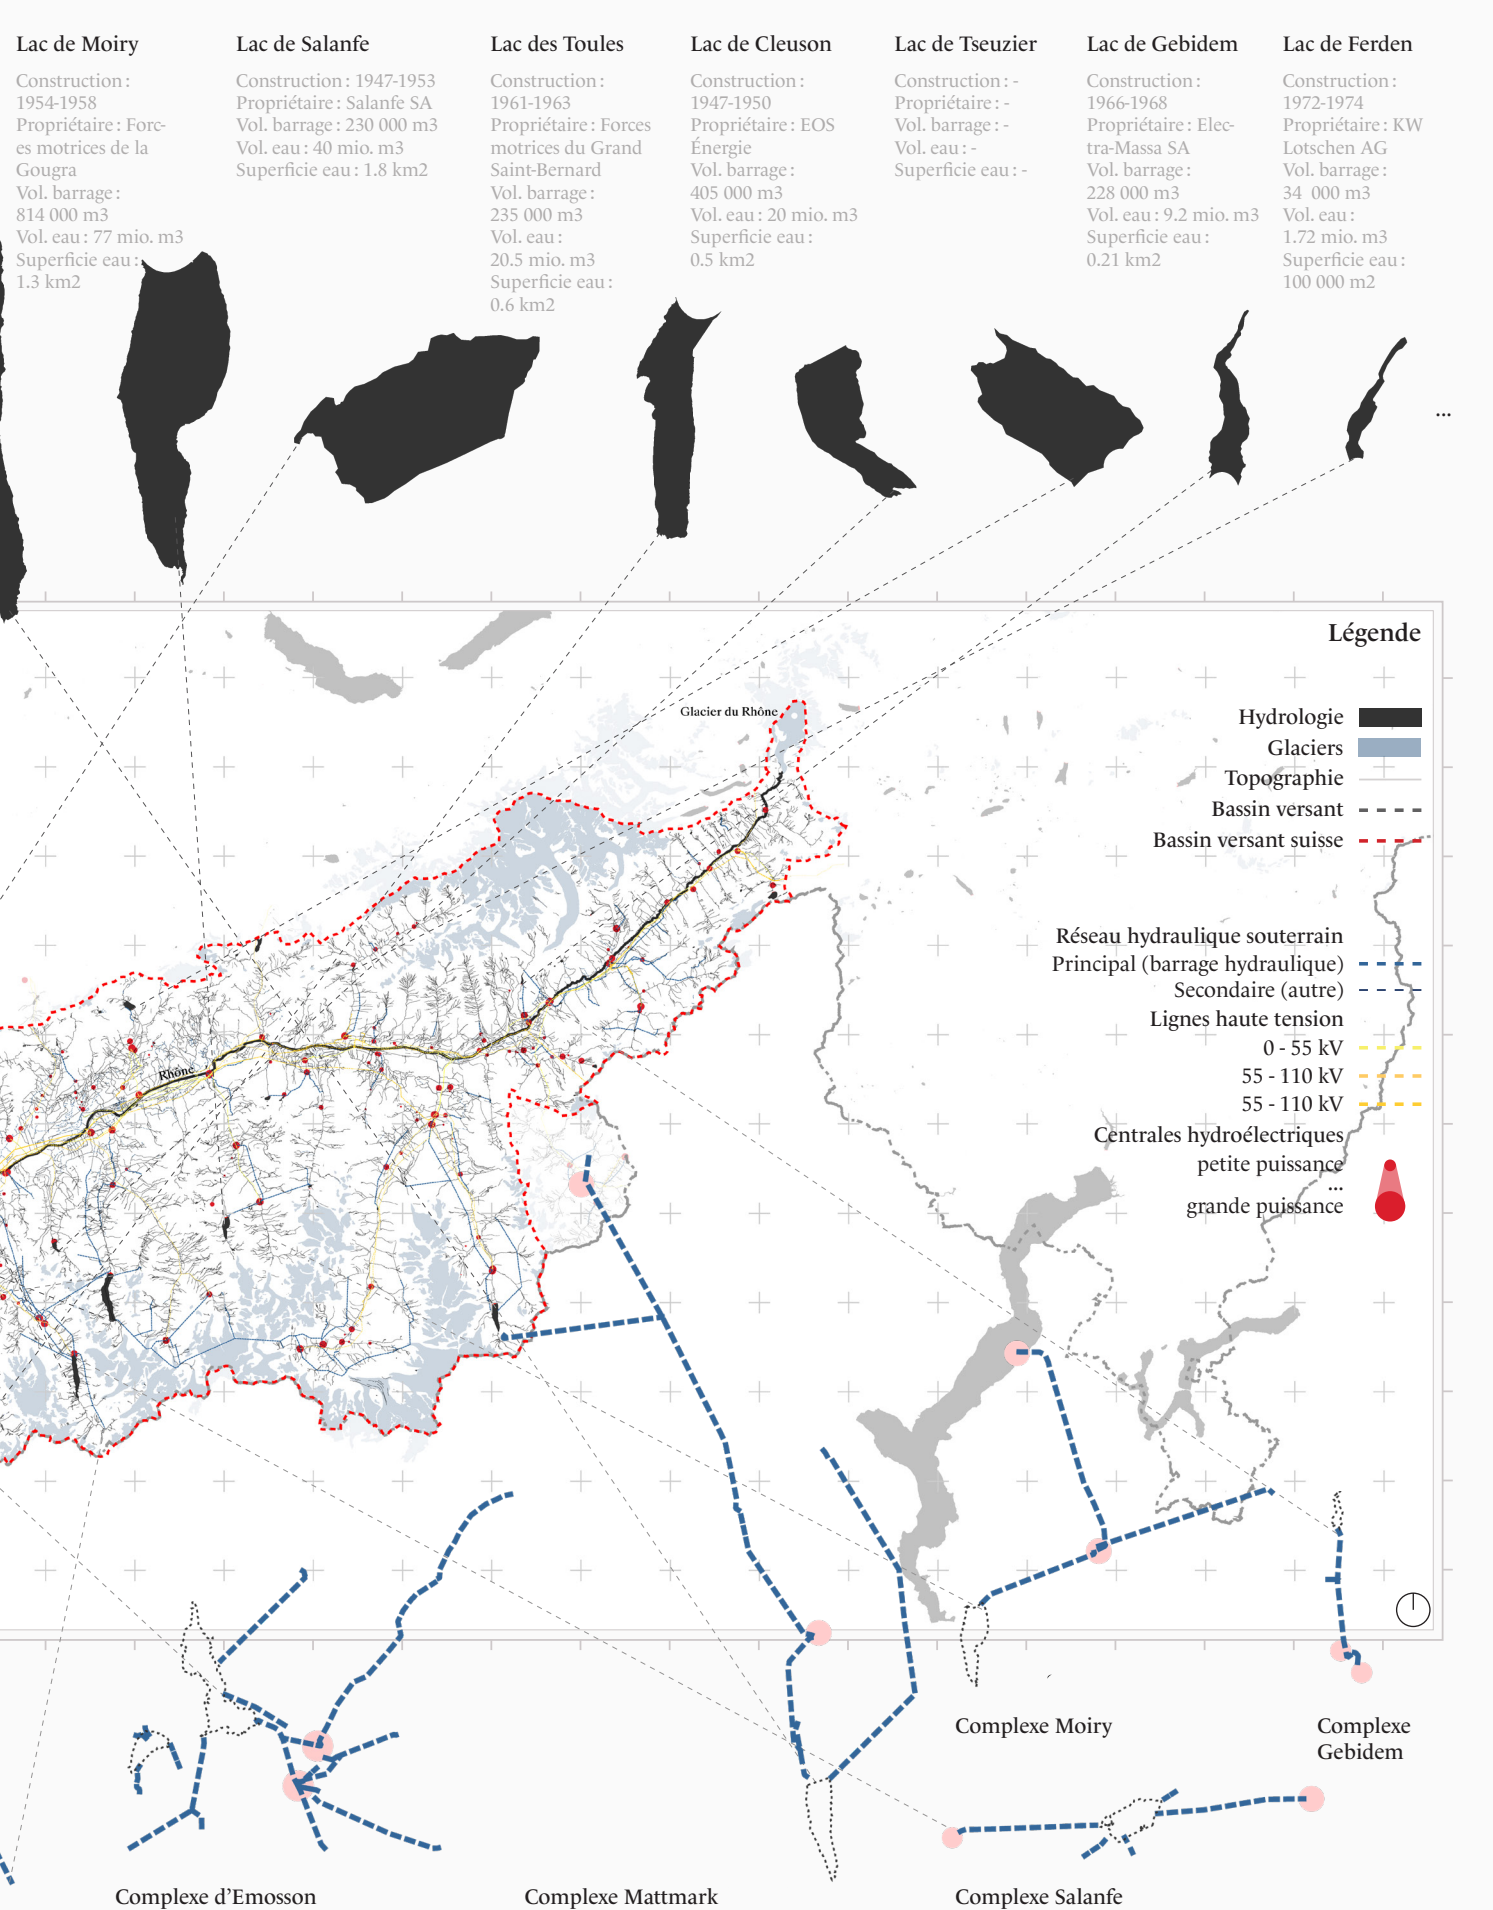 Lac de Moiry
Construction :
1954-1958
Propriétaire : Forc-
es motrices de la
Gougra
Vol. barrage :
814 000 m3
Vol. eau : 77 mio. m3
Superficie eau :
1.3 km2
Lac de Salanfe
Construction : 1947-1953
Propriétaire : Salanfe SA
Vol. barrage : 230 000 m3
Vol. eau : 40 mio. m3
Superficie eau : 1.8 km2
Lac des Toules
Construction :
1961-1963
Propriétaire : Forces
motrices du Grand
Saint-Bernard
Vol. barrage :
235 000 m3
Vol. eau :
20.5 mio. m3
Superficie eau :
0.6 km2
Lac de Cleuson
Construction :
1947-1950
Propriétaire : EOS
Énergie
Vol. barrage :
405 000 m3
Vol. eau : 20 mio. m3
Superficie eau :
0.5 km2
Lac de Tseuzier
Construction : -
Propriétaire : -
Vol. barrage : -
Vol. eau : -
Superficie eau : -
Lac de Gebidem
Construction :
1966-1968
Propriétaire : Elec-
tra-Massa SA
Vol. barrage :
228 000 m3
Vol. eau : 9.2 mio. m3
Superficie eau :
0.21 km2
Lac de Ferden
Construction :
1972-1974
Propriétaire : KW
Lotschen AG
Vol. barrage :
34 000 m3
Vol. eau :
1.72 mio. m3
Superficie eau :
100 000 m2
...
Légende
Glacier du Rhône
Hydrologie
Glaciers
Topographie
Bassin versant
Bassin versant suisse
Réseau hydraulique souterrain
Principal (barrage hydraulique)
Secondaire (autre)
Lignes haute tension
0 - 55 kV
55 - 110 kV
55 - 110 kV
Centrales hydroélectriques
petite puissance
...
grande puissance
Rhône
Complexe Moiry
Complexe
Gebidem
Complexe d'Emosson
Complexe Mattmark
Complexe Salanfe